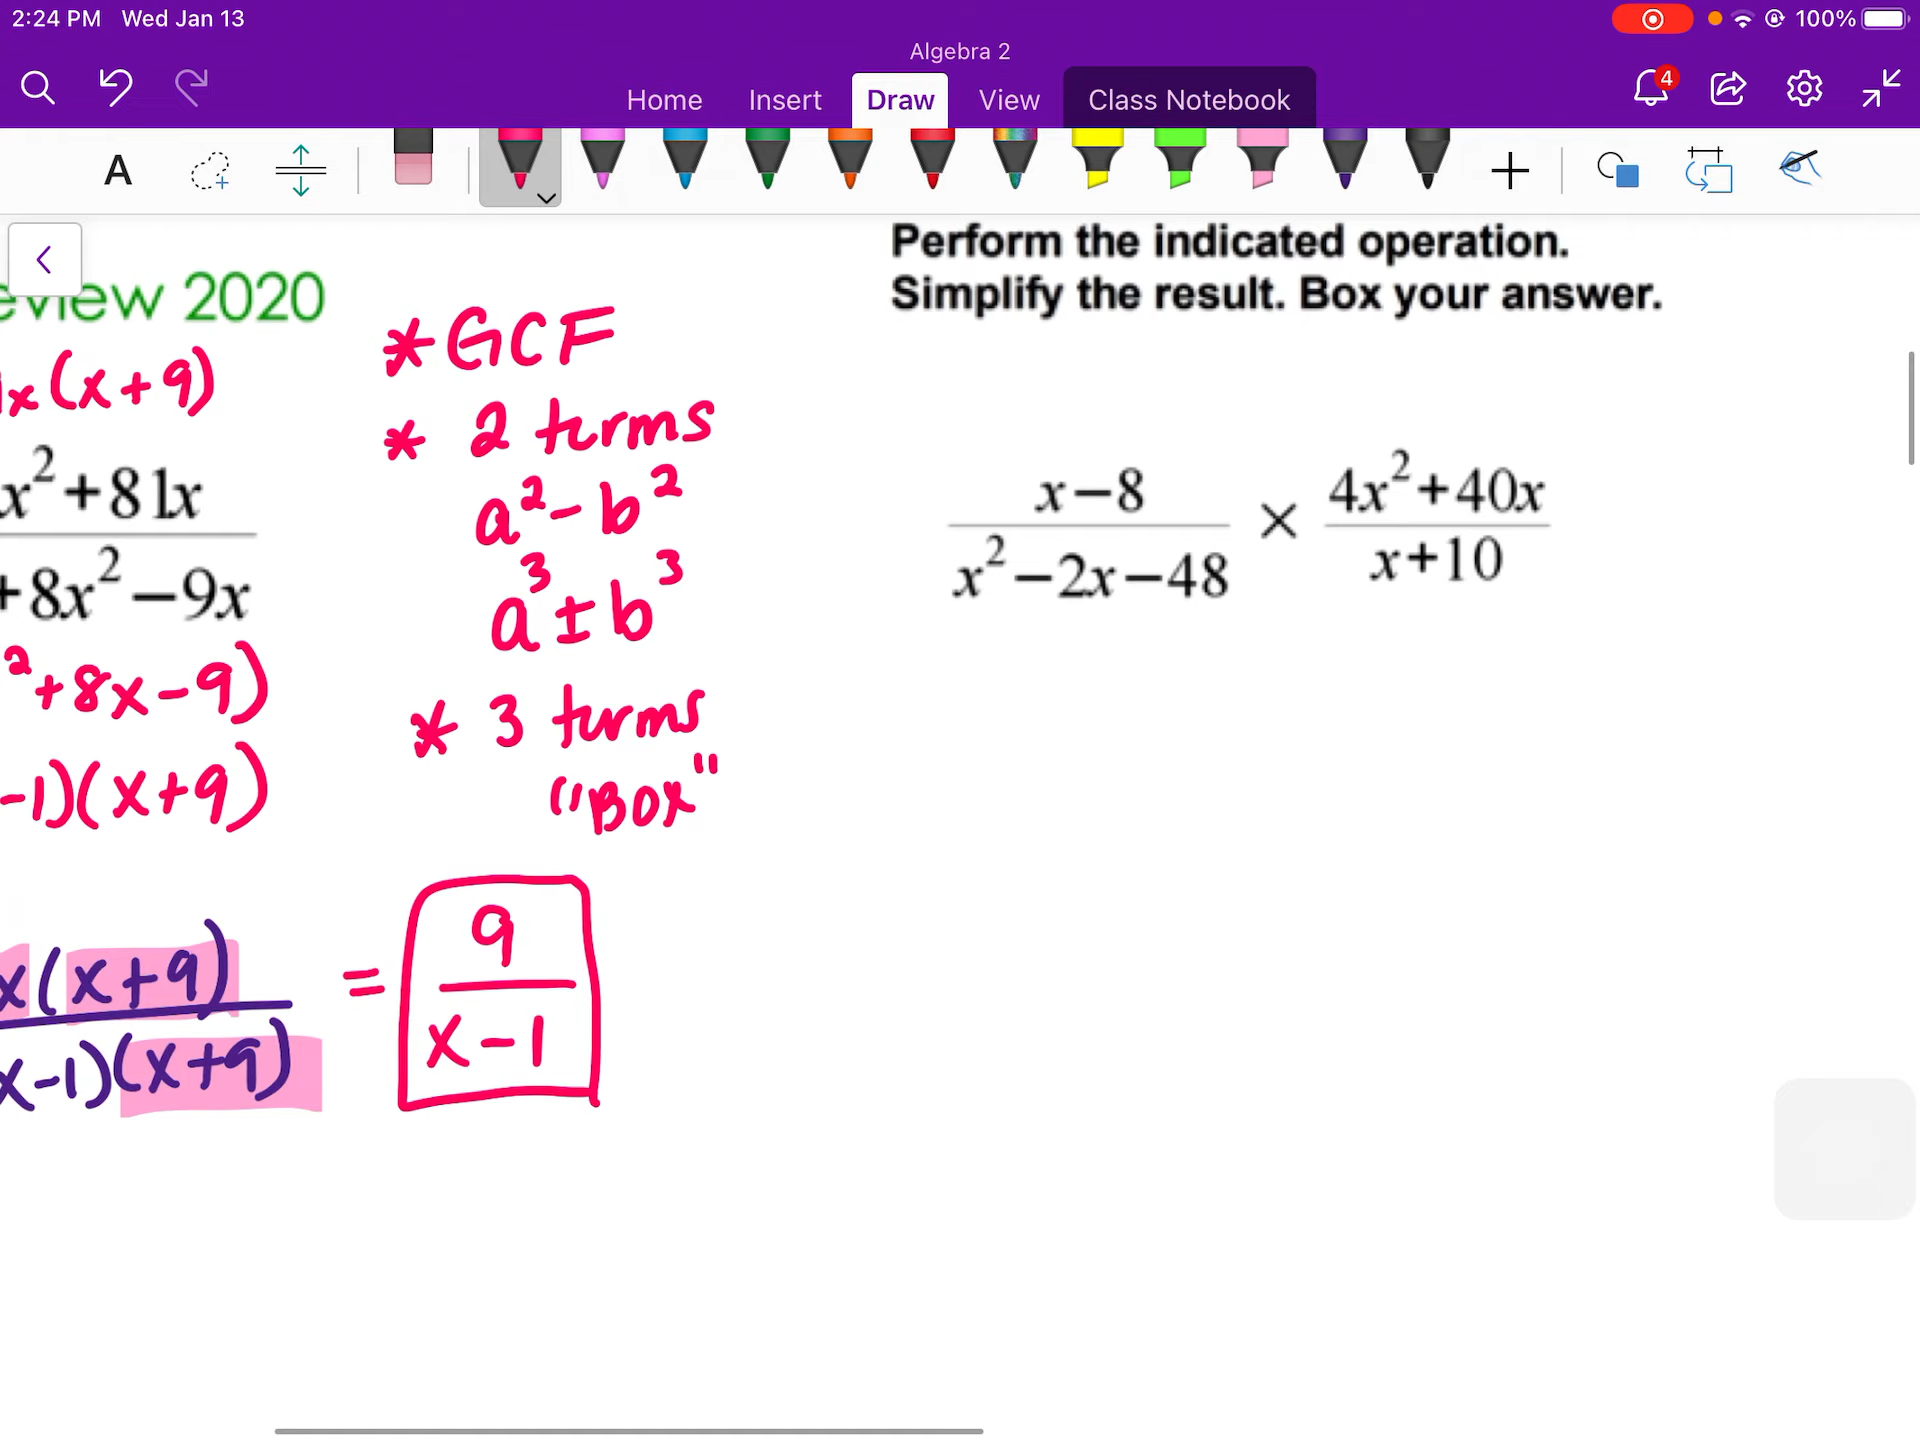 2:24 PM Wed Jan 13
100%
Algebra 2
4
Home Insert Draw View Class Notebook
A
eview 2020
x(x+9)
x²+81x
+8x²−9x
²+8x−9)
−1)(x+9)
x(x+9)
x−1)(x+9)
* GCF
* 2 terms
a²−b²
a³±b³
* 3 terms
"BOX"
= 9
x−1
Perform the indicated operation.
Simplify the result. Box your answer.
x−8 × 4x²+40x
x²−2x−48 x+10